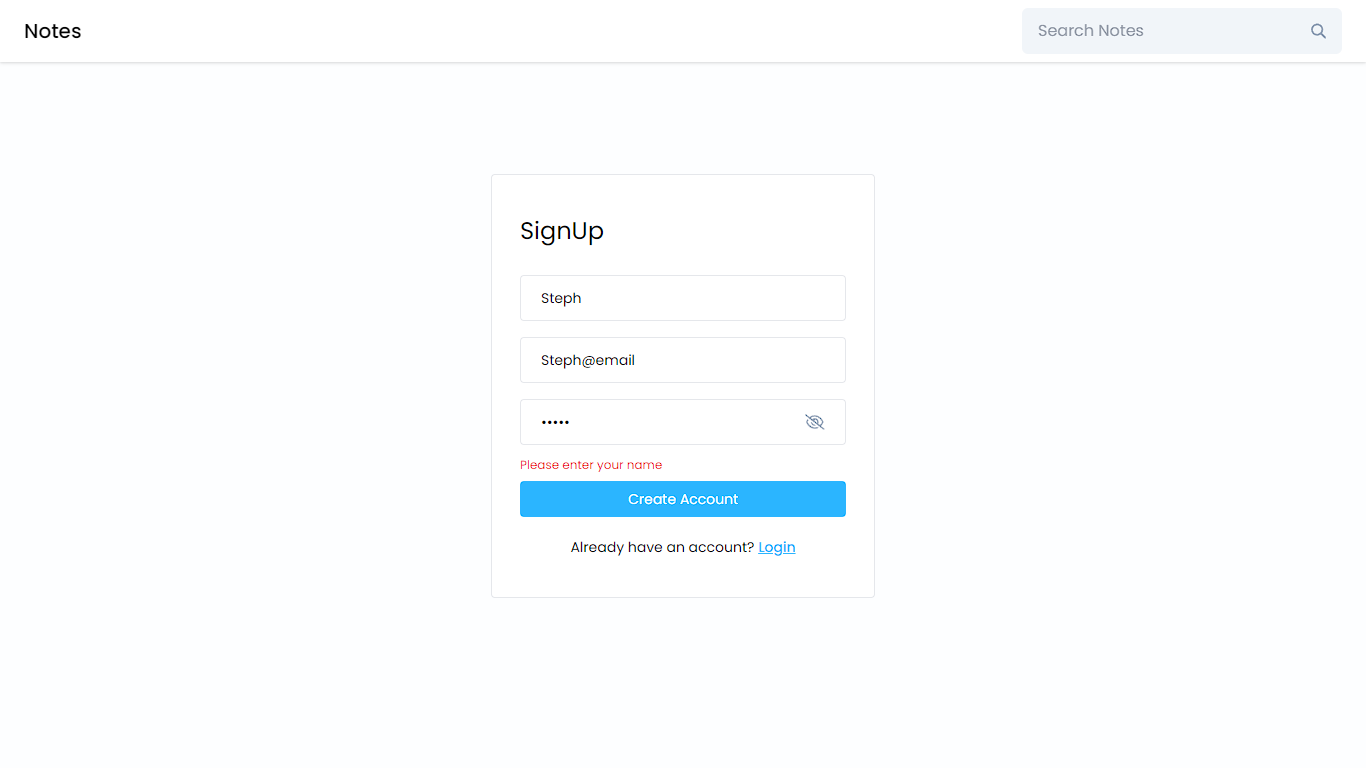 Notes
Search Notes
SignUp
Steph
Steph@email
•••••
Please enter your name
Create Account
Already have an account? Login